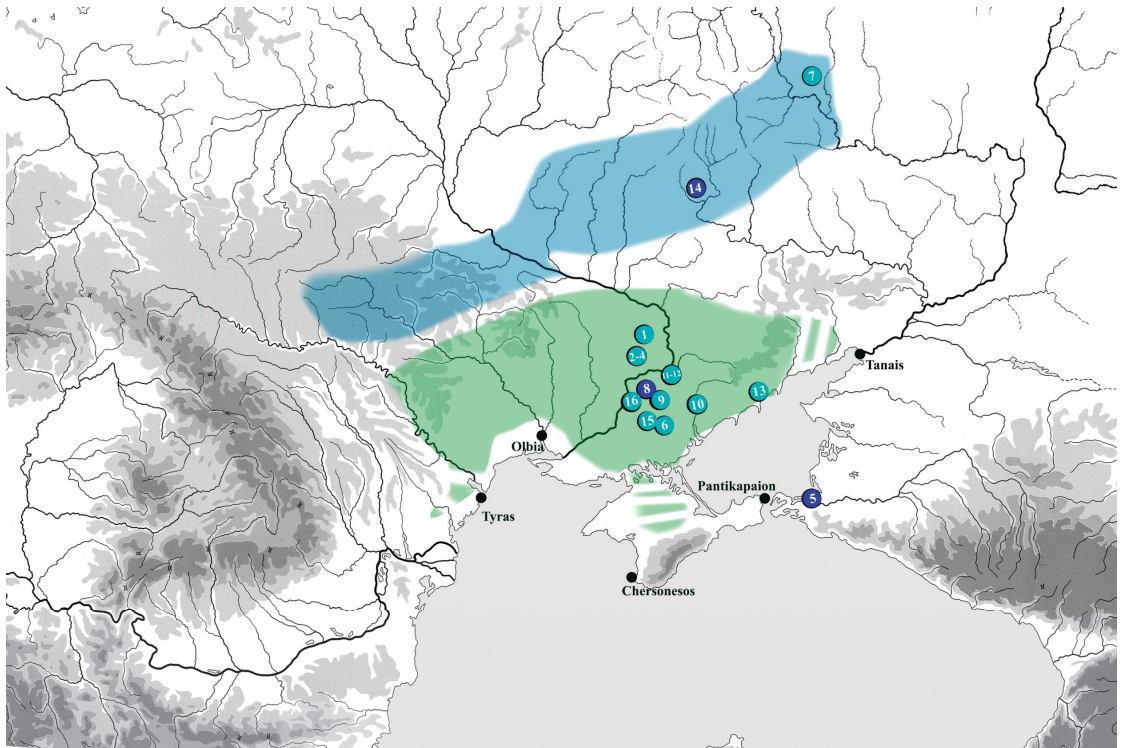 7
14
1
2-4
11-12
Tanais
8
9
16
10
13
15
6
Olbia
Pantikapaion
5
Tyras
Chersonesos